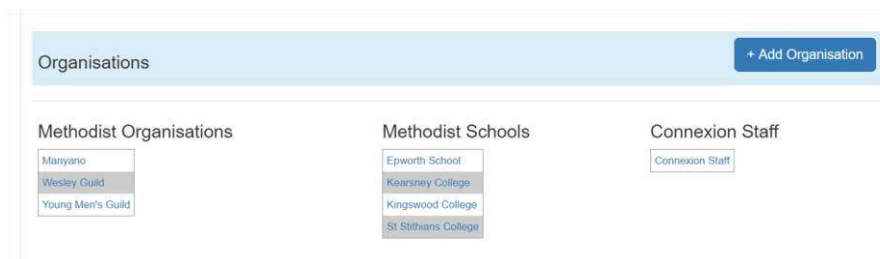 Organisations
+ Add Organisation
Methodist Organisations
Manyano
Wesley Guild
Young Men's Guild
Methodist Schools
Epworth School
Kearsney College
Kingswood College
St Stithians College
Connexion Staff
Connexion Staff